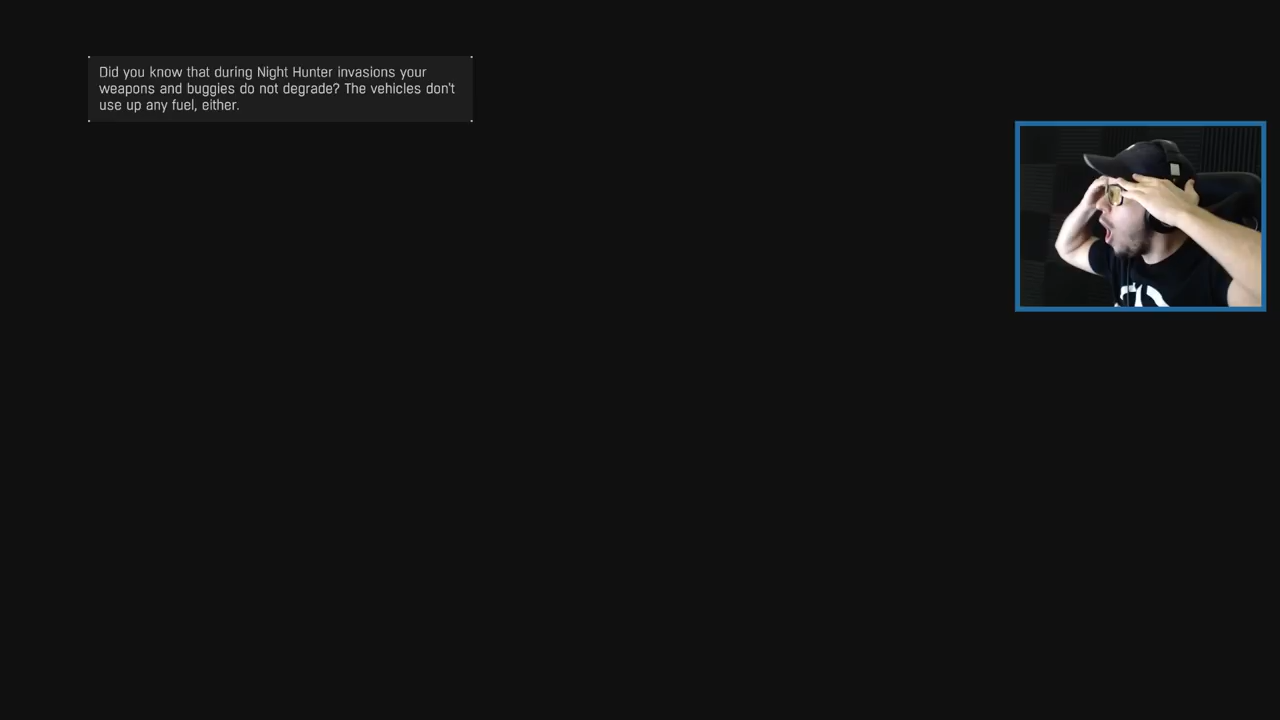 Did you know that during Night Hunter invasions your
weapons and buggies do not degrade? The vehicles don't
use up any fuel, either.